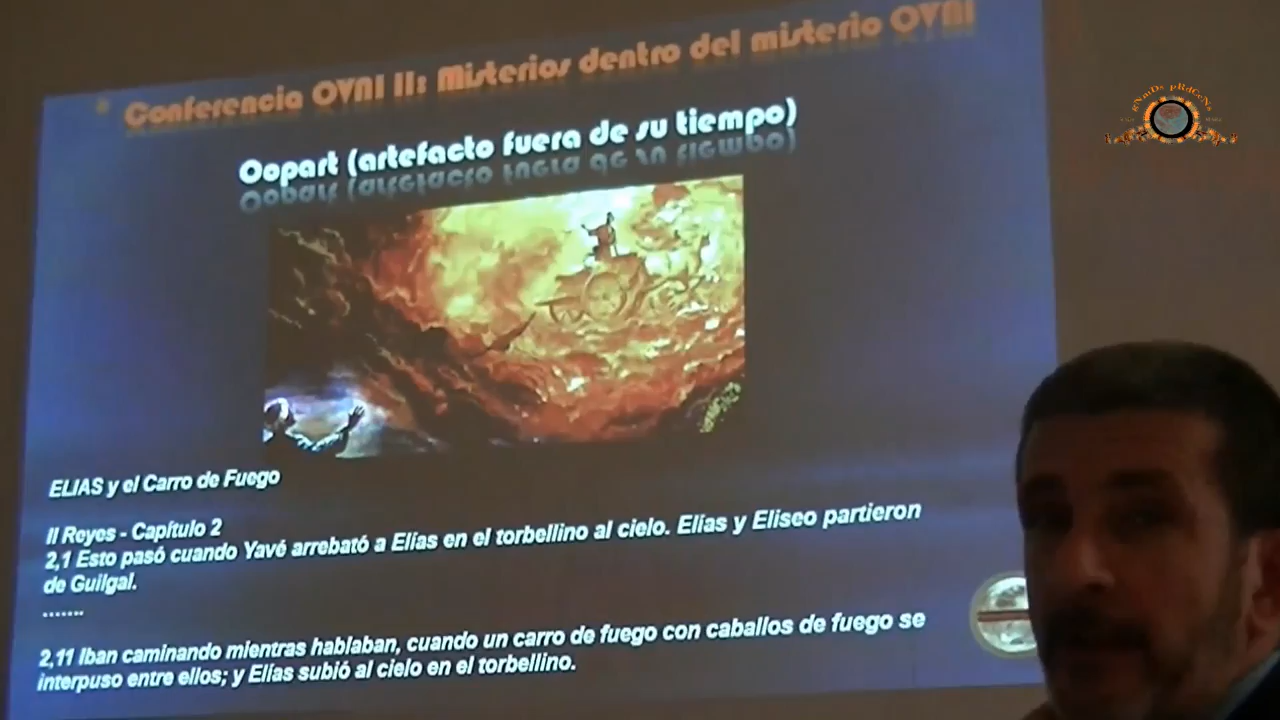 Conferencia OVNI II: Misterios dentro del misterio OVNI
Oopart (artefacto fuera de su tiempo)
ELIAS y el Carro de Fuego
II Reyes - Capítulo 2
2,1 Esto pasó cuando Yavé arrebató a Elías en el torbellino al cielo. Elías y Eliseo partieron
de Guilgal.
.......
2,11 Iban caminando mientras hablaban, cuando un carro de fuego con caballos de fuego se
interpuso entre ellos; y Elías subió al cielo en el torbellino.